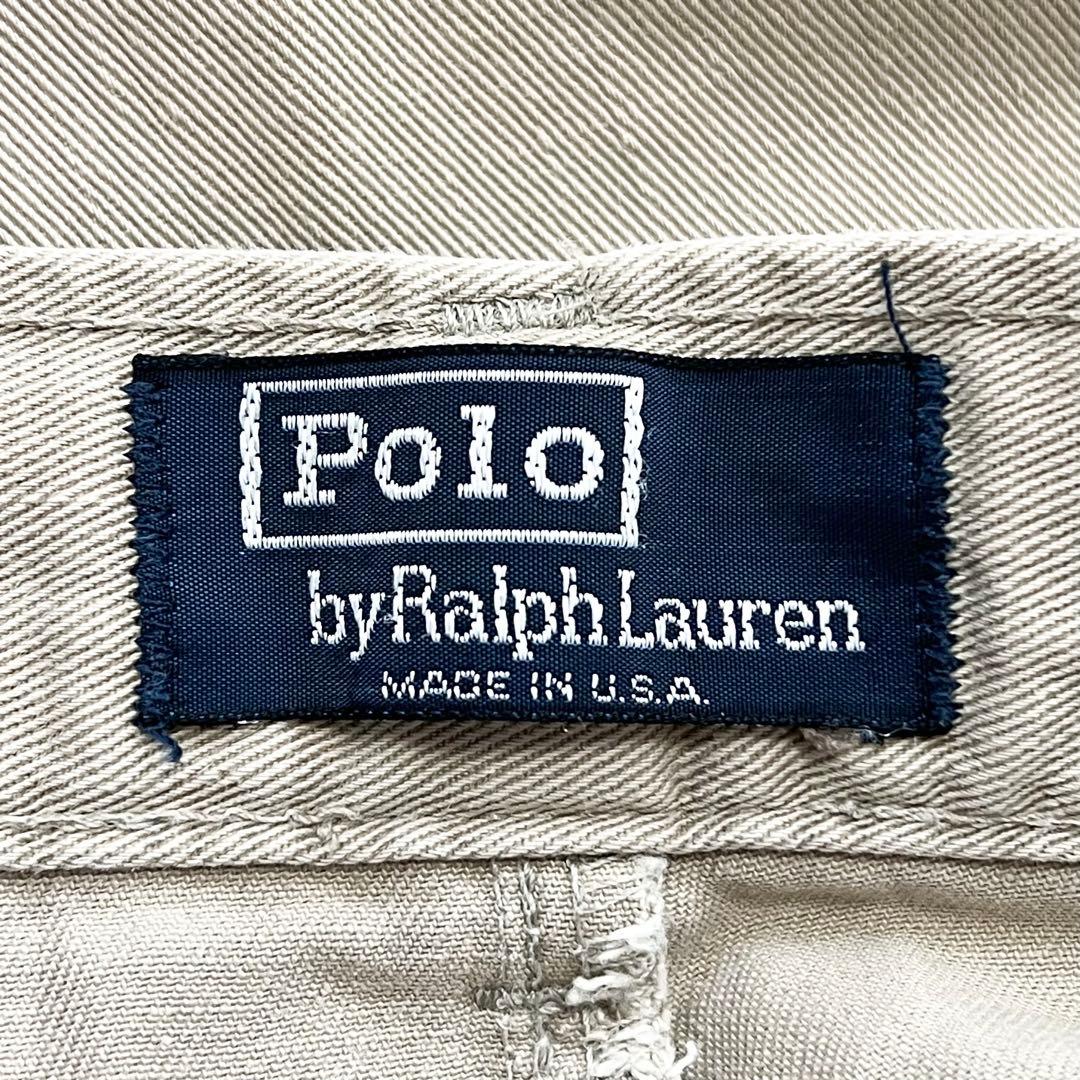 Polo
by Ralph Lauren
MADE IN U.S.A.